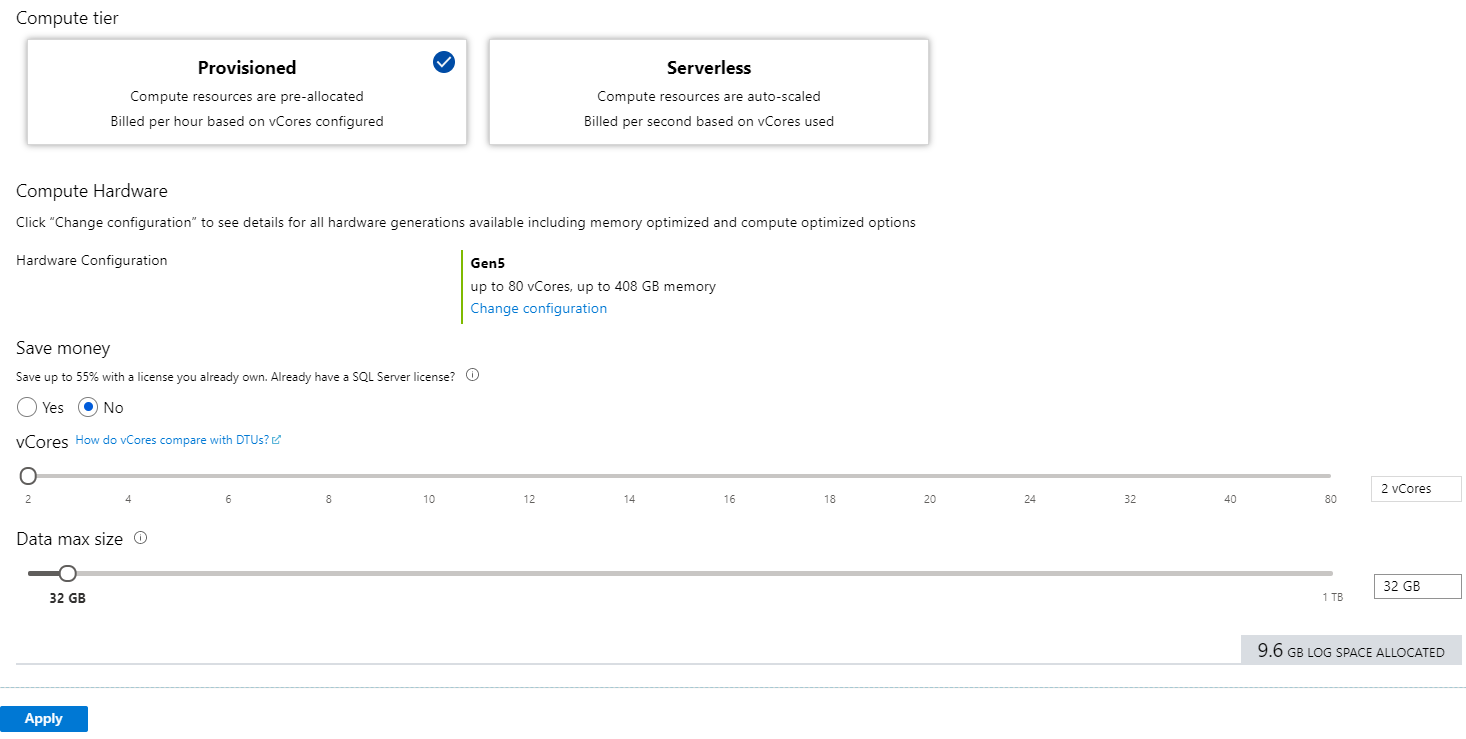 Compute tier
Provisioned
Compute resources are pre-allocated
Billed per hour based on vCores configured
Serverless
Compute resources are auto-scaled
Billed per second based on vCores used
Compute Hardware
Click “Change configuration” to see details for all hardware generations available including memory optimized and compute optimized options
Hardware Configuration
Gen5
up to 80 vCores, up to 408 GB memory
Change configuration
Save money
Save up to 55% with a license you already own. Already have a SQL Server license?
Yes No
vCores How do vCores compare with DTUs?
2 4 6 8 10 12 14 16 18 20 24 32 40 80
2 vCores
Data max size
32 GB
1 TB
32 GB
9.6 GB LOG SPACE ALLOCATED
Apply